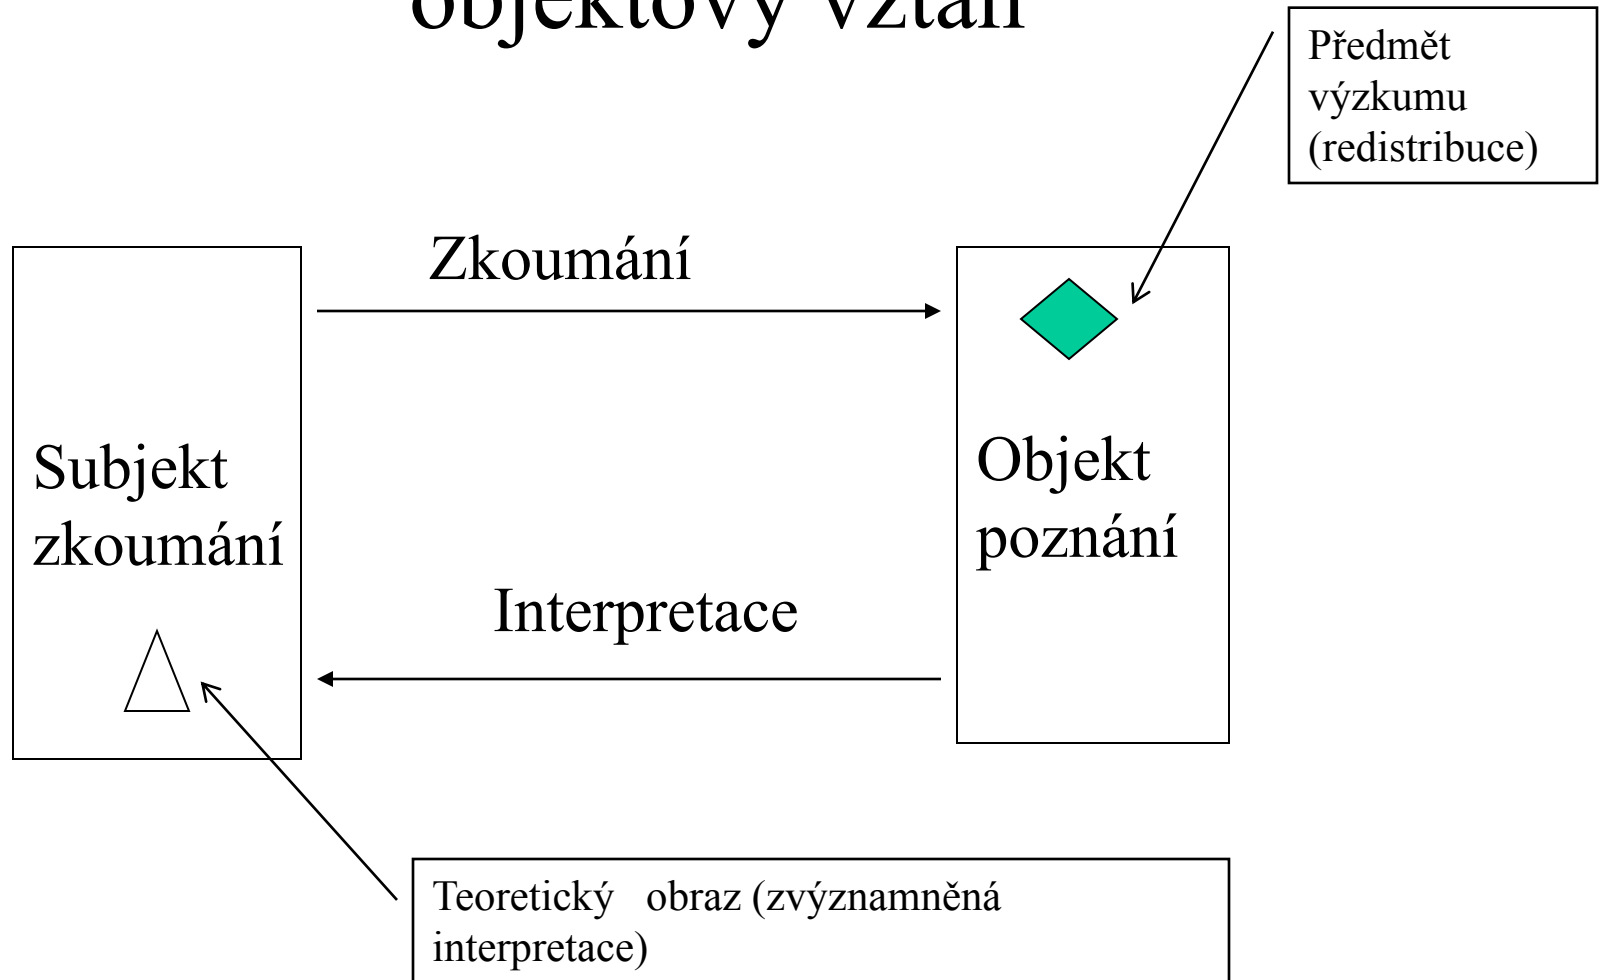 objektový vztah
Předmět
výzkumu
(redistribuce)
Zkoumání
Subjekt
zkoumání
Objekt
poznání
Interpretace
Teoretický obraz (zvýznamněná
interpretace)